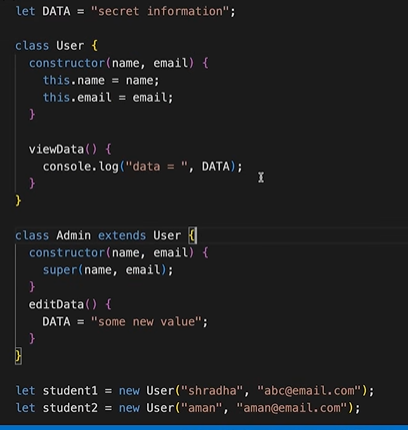 let DATA = "secret information";
class User {
constructor(name, email) {
this.name = name;
this.email = email;
}
viewData() {
console.log("data = ", DATA);
}
}
class Admin extends User {
constructor(name, email) {
super(name, email);
}
editData() {
DATA = "some new value";
}
}
let student1 = new User("shradha", "abc@email.com");
let student2 = new User("aman", "aman@email.com");